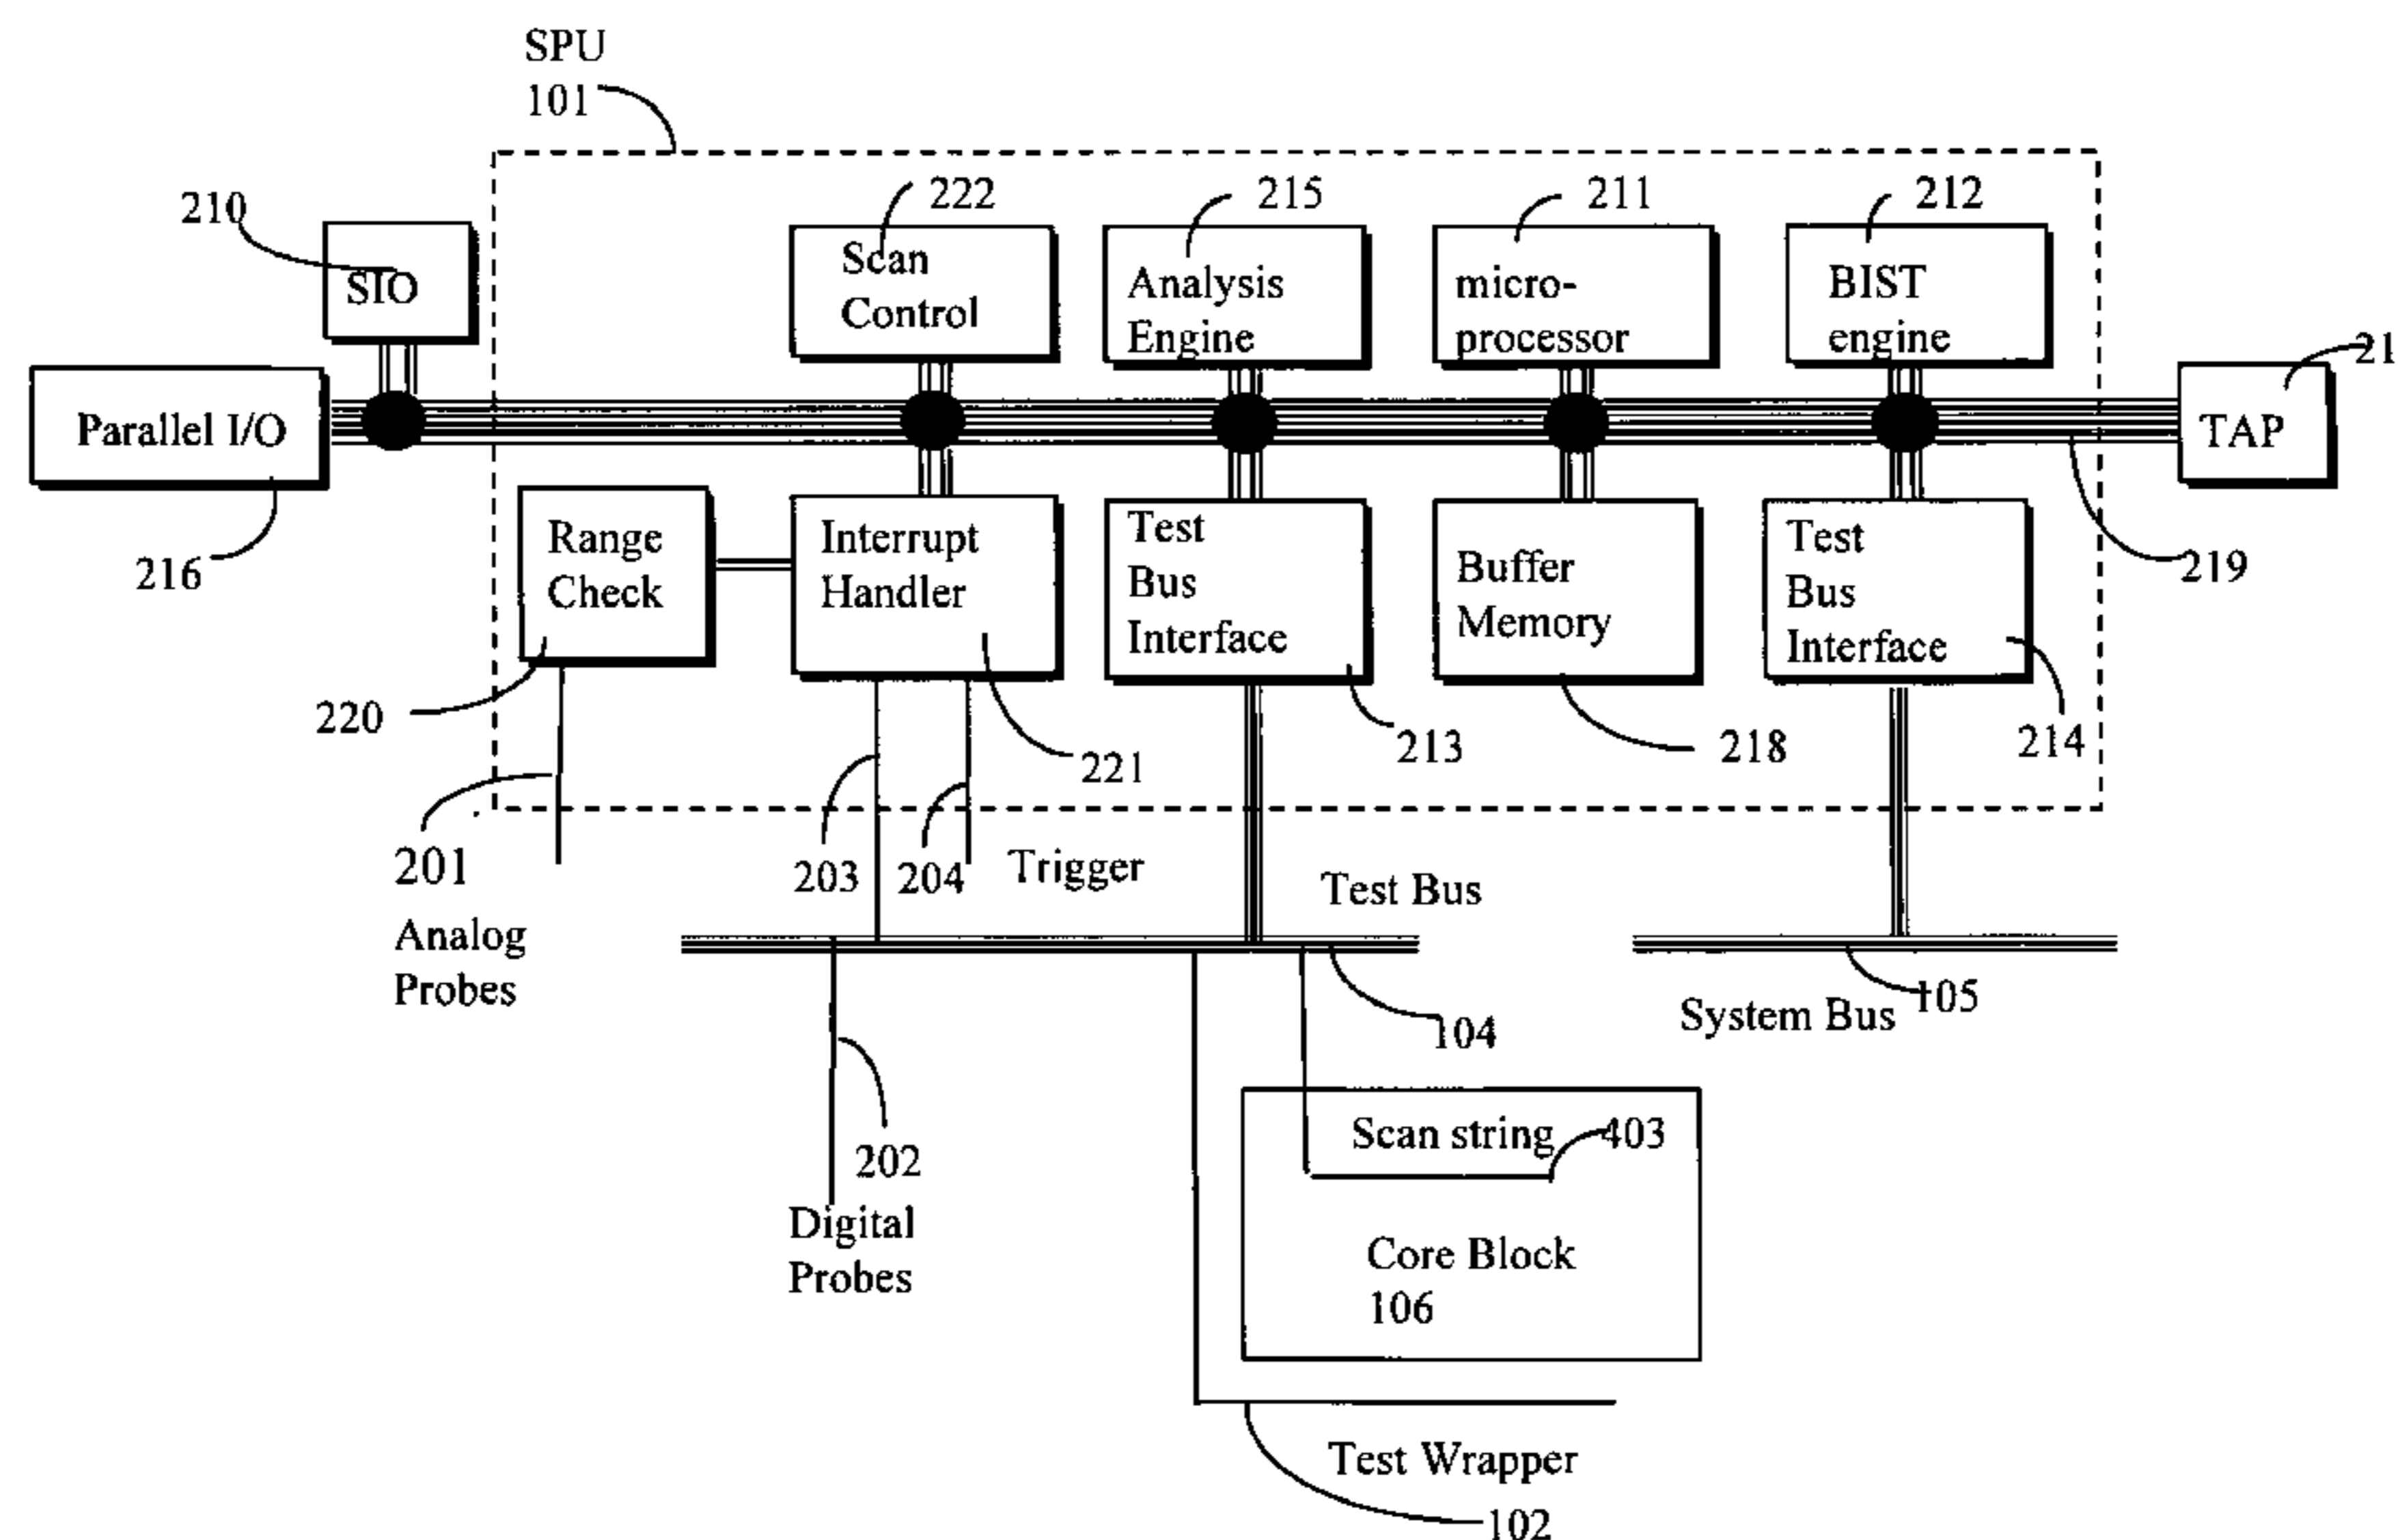 SPU
101
210
222
215
211
212
SIO
Scan
Control
Analysis
Engine
micro-
processor
BIST
engine
21
Parallel I/O
TAP
216
Range
Check
Interrupt
Handler
Test
Bus
Interface
Buffer
Memory
Test
Bus
Interface
219
220
221
213
218
214
201
203
204
Trigger
Test Bus
Analog
Probes
104
System Bus
105
202
Digital
Probes
Scan string
403
Core Block
106
Test Wrapper
102